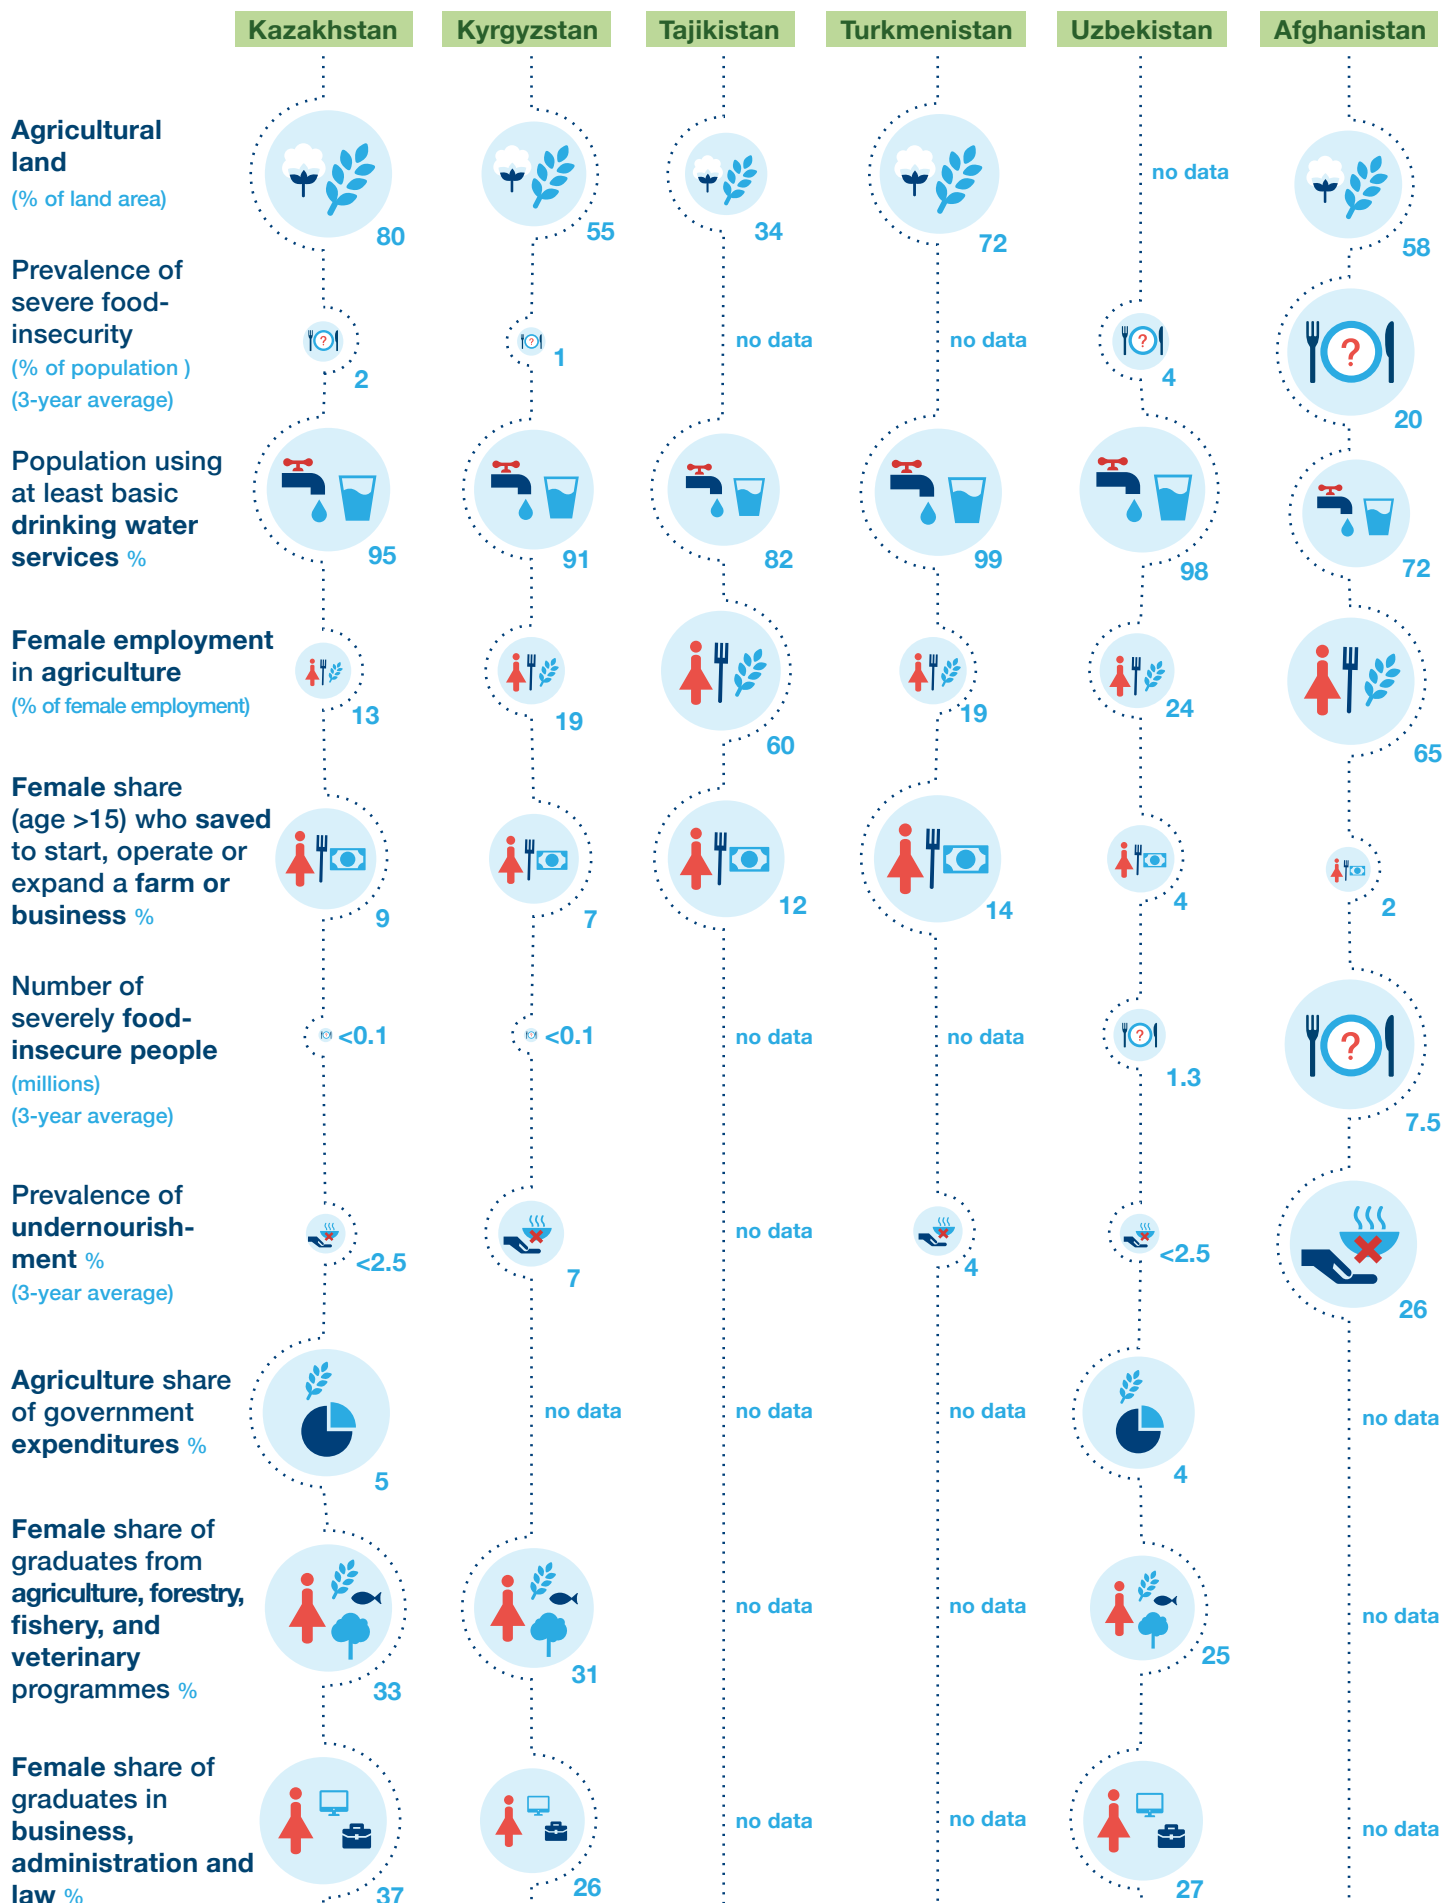 Kazakhstan Kyrgyzstan Tajikistan Turkmenistan Uzbekistan Afghanistan
Agricultural
land
(% of land area)
80 55 34 72 no data 58
Prevalence of
severe food-
insecurity
(% of population )
(3-year average)
? ? ? ?
2 1 no data no data 4 20
Population using
at least basic
drinking water
services %
95 91 82 99 98 72
Female employment
in agriculture
(% of female employment)
13 19 60 19 24 65
Female share
(age >15) who saved
to start, operate or
expand a farm or
business %
9 7 12 14 4 2
Number of
severely food-
insecure people
(millions)
(3-year average)
? ?
<0.1 <0.1 no data no data 1.3 7.5
Prevalence of
undernourish-
ment %
(3-year average)
<2.5 7 no data 4 <2.5 26
Agriculture share
of government
expenditures %
5 no data no data no data 4 no data
Female share of
graduates from
agriculture, forestry,
fishery, and
veterinary
programmes %
33 31 no data no data 25 no data
Female share of
graduates in
business,
administration and
law %
37 26 no data no data 27 no data